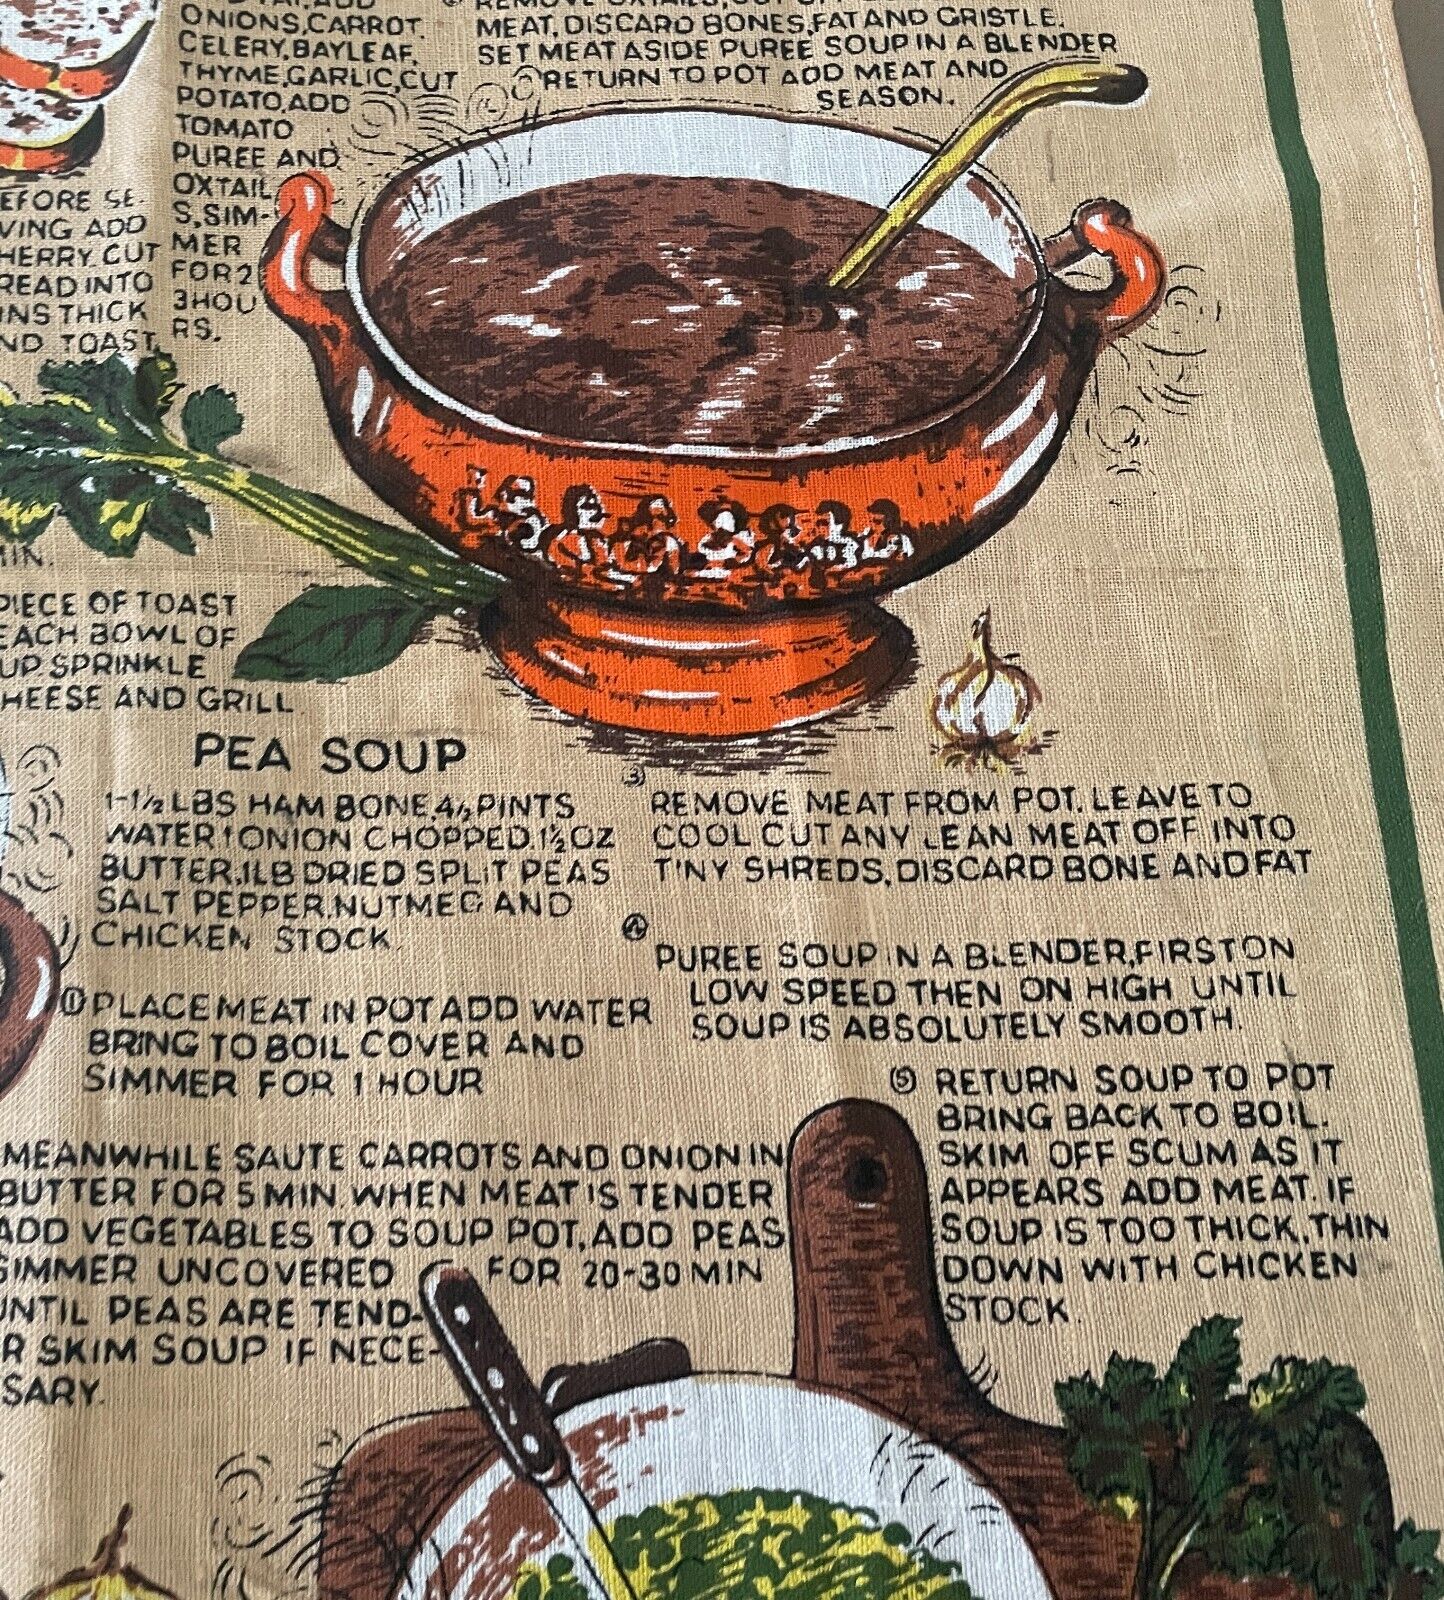 ONIONS,CARROT.
CELERY,BAYLEAF,
THYME,GARLIC,CUT
POTATO,ADD
TOMATO
PUREE AND
OXTAIL
S,SIM-
MER
FOR 2
3HOU
RS.
MEAT, DISCARD BONES,FAT AND GRISTLE.
SET MEAT ASIDE PUREE SOUP IN A BLENDER
RETURN TO POT ADD MEAT AND
SEASON.
EFORE SE
VING ADD
HERRY. CUT
READ INTO
INS THICK
ND TOAST,
IN.
PIECE OF TOAST
EACH BOWL OF
UP SPRINKLE
HEESE AND GRILL
PEA SOUP
1-1½ LBS HAM BONE, 4½ PINTS
WATER 1 ONION CHOPPED.1½OZ
BUTTER.1LB DRIED SPLIT PEAS
SALT PEPPER.NUTMEG AND
CHICKEN STOCK
① PLACE MEAT IN POT ADD WATER
BRING TO BOIL COVER AND
SIMMER FOR 1 HOUR
MEANWHILE SAUTE CARROTS AND ONION IN
BUTTER FOR 5 MIN. WHEN MEAT IS TENDER
ADD VEGETABLES TO SOUP POT, ADD PEAS
SIMMER UNCOVERED FOR 20-30 MIN
UNTIL PEAS ARE TEND-
R SKIM SOUP IF NECE-
SARY.
③
REMOVE MEAT FROM POT. LEAVE TO
COOL CUT ANY LEAN MEAT OFF INTO
TINY SHREDS, DISCARD BONE AND FAT
④
PUREE SOUP IN A BLENDER,FIRST ON
LOW SPEED THEN ON HIGH UNTIL
SOUP IS ABSOLUTELY SMOOTH.
⑤ RETURN SOUP TO POT
BRING BACK TO BOIL.
SKIM OFF SCUM AS IT
APPEARS ADD MEAT. IF
SOUP IS TOO THICK, THIN
DOWN WITH CHICKEN
STOCK.